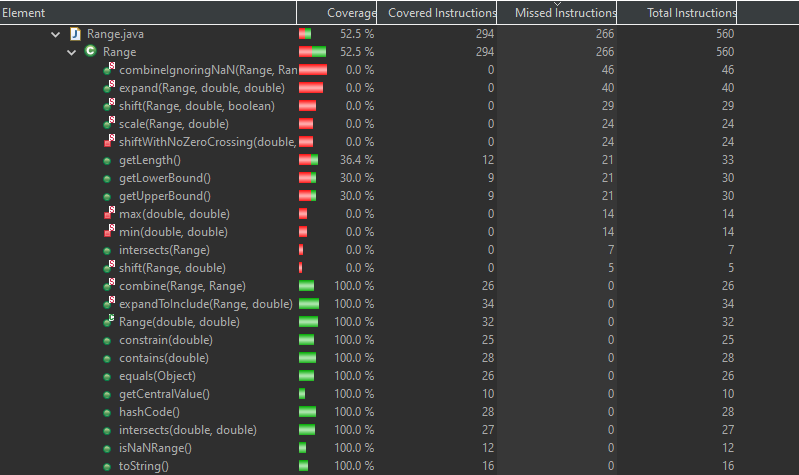 Element Coverage Covered Instructions Missed Instructions Total Instructions
Range.java 52.5 % 294 266 560
Range 52.5 % 294 266 560
combineIgnoringNaN(Range, Ran 0.0 % 0 46 46
expand(Range, double, double) 0.0 % 0 40 40
shift(Range, double, boolean) 0.0 % 0 29 29
scale(Range, double) 0.0 % 0 24 24
shiftWithNoZeroCrossing(double, 0.0 % 0 24 24
getLength() 36.4 % 12 21 33
getLowerBound() 30.0 % 9 21 30
getUpperBound() 30.0 % 9 21 30
max(double, double) 0.0 % 0 14 14
min(double, double) 0.0 % 0 14 14
intersects(Range) 0.0 % 0 7 7
shift(Range, double) 0.0 % 0 5 5
combine(Range, Range) 100.0 % 26 0 26
expandToInclude(Range, double) 100.0 % 34 0 34
Range(double, double) 100.0 % 32 0 32
constrain(double) 100.0 % 25 0 25
contains(double) 100.0 % 28 0 28
equals(Object) 100.0 % 26 0 26
getCentralValue() 100.0 % 10 0 10
hashCode() 100.0 % 28 0 28
intersects(double, double) 100.0 % 27 0 27
isNaNRange() 100.0 % 12 0 12
toString() 100.0 % 16 0 16